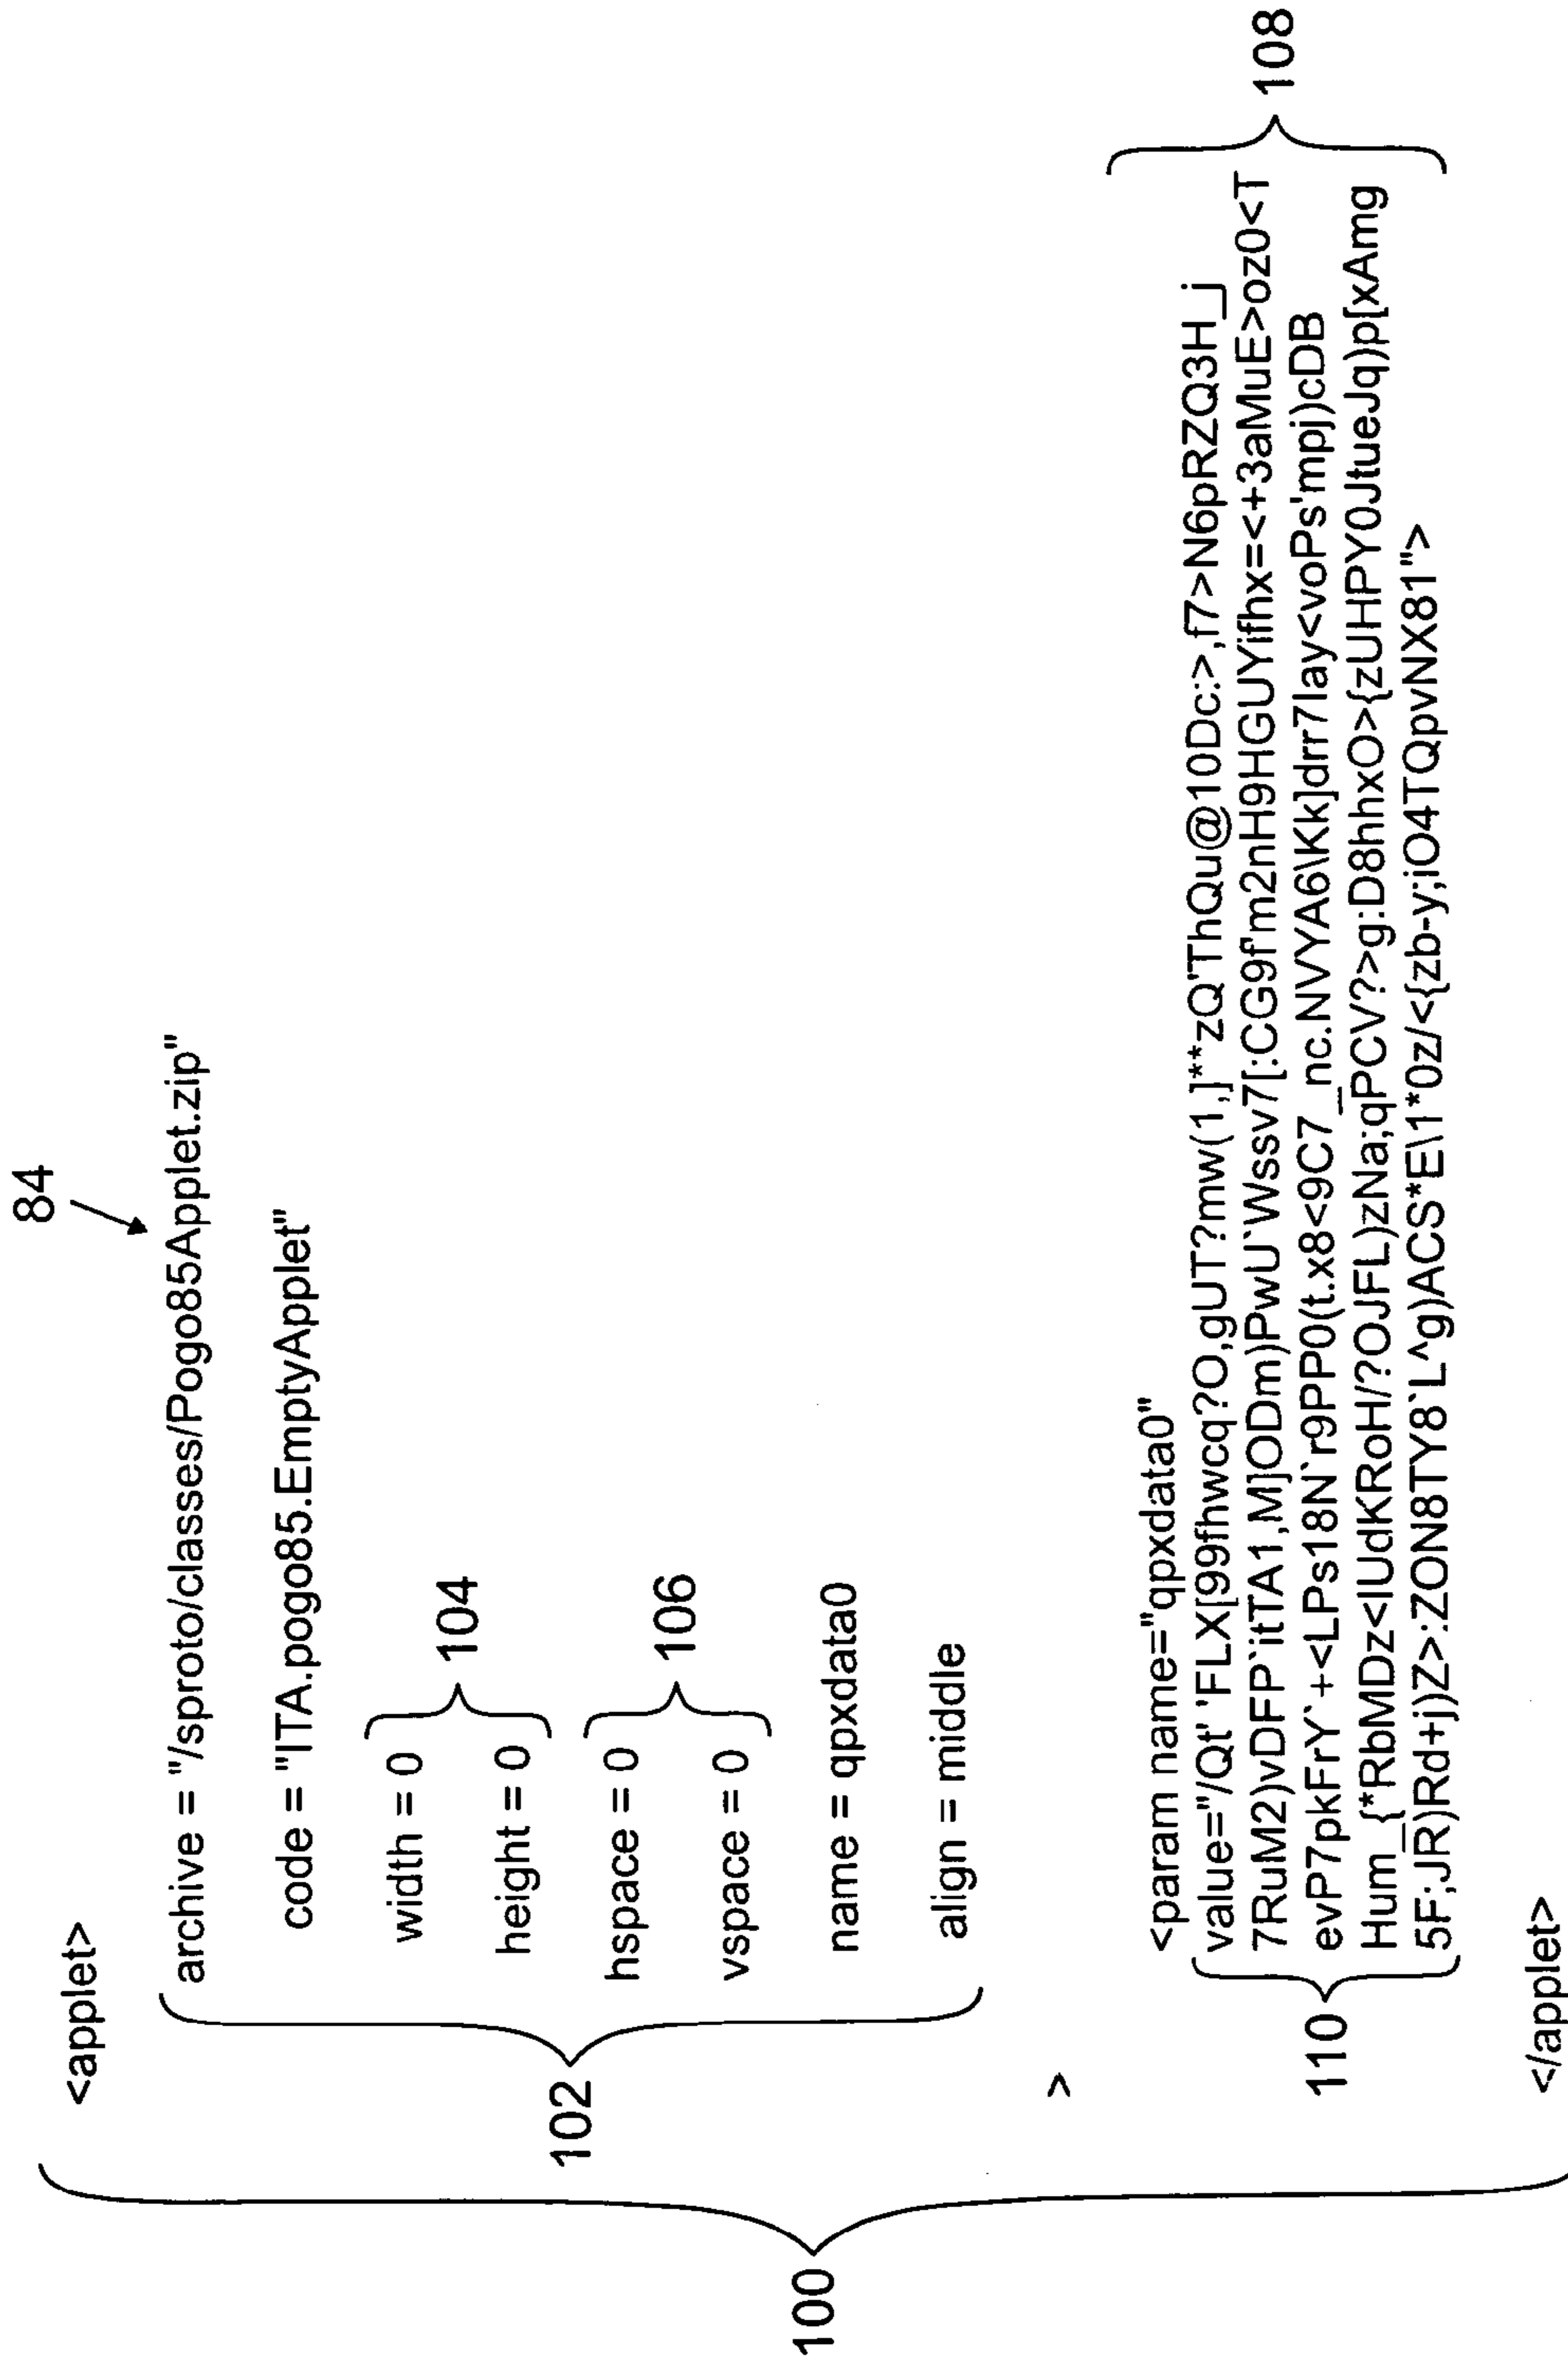 84
<applet>
archive = "/sproto/classes/Pogo85Applet.zip"
code = "ITA.pogo85.EmptyApplet"
width = 0
height = 0
104
hspace = 0
vspace = 0
106
name = qpxdata0
align = middle
102
>
100
<param name="qpxdata0"
value="/Qt' 'FLX[99fhwcq?O,gUT?mw(1,]**zQ'ThQu@10Dc:>,f7>N6pRZQ3H_j
7RuM2)vDFP`itTA1,M]ODm)PwU`Wssv7[:CG9f'm2nH9HGUYifhx=<+3aMuE>oz0<T
evP7pkFrY`+<LPs18N`r9PP0(t.x8<9C7_nc.NVYA6\Kk]drr7lay<voPs'mpj)cDB
Hum_{*RbMDz<IUdKRoH/?OJFL)zNa;qPCV?>g:D8hhxO>{zUHPY0JtueJq)p[xAmg
5F;JR)Rd+j)Z>:ZON8TY8`L^g)ACS*E\1*0z/<{zb-y;iO4TQpvNX81">
108
110
</applet>